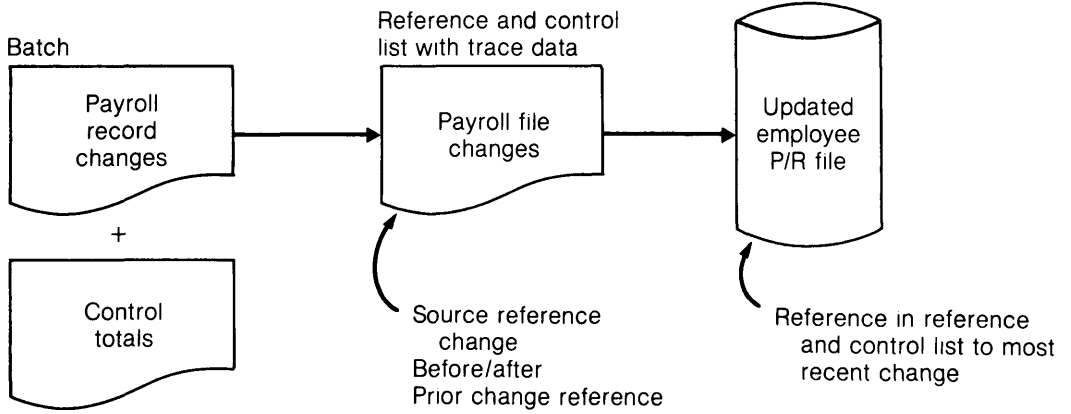 Batch
Payroll
record
changes
+
Control
totals
Reference and control
list with trace data
Payroll file
changes
Source reference
change
Before/after
Prior change reference
Updated
employee
P/R file
Reference in reference
and control list to most
recent change